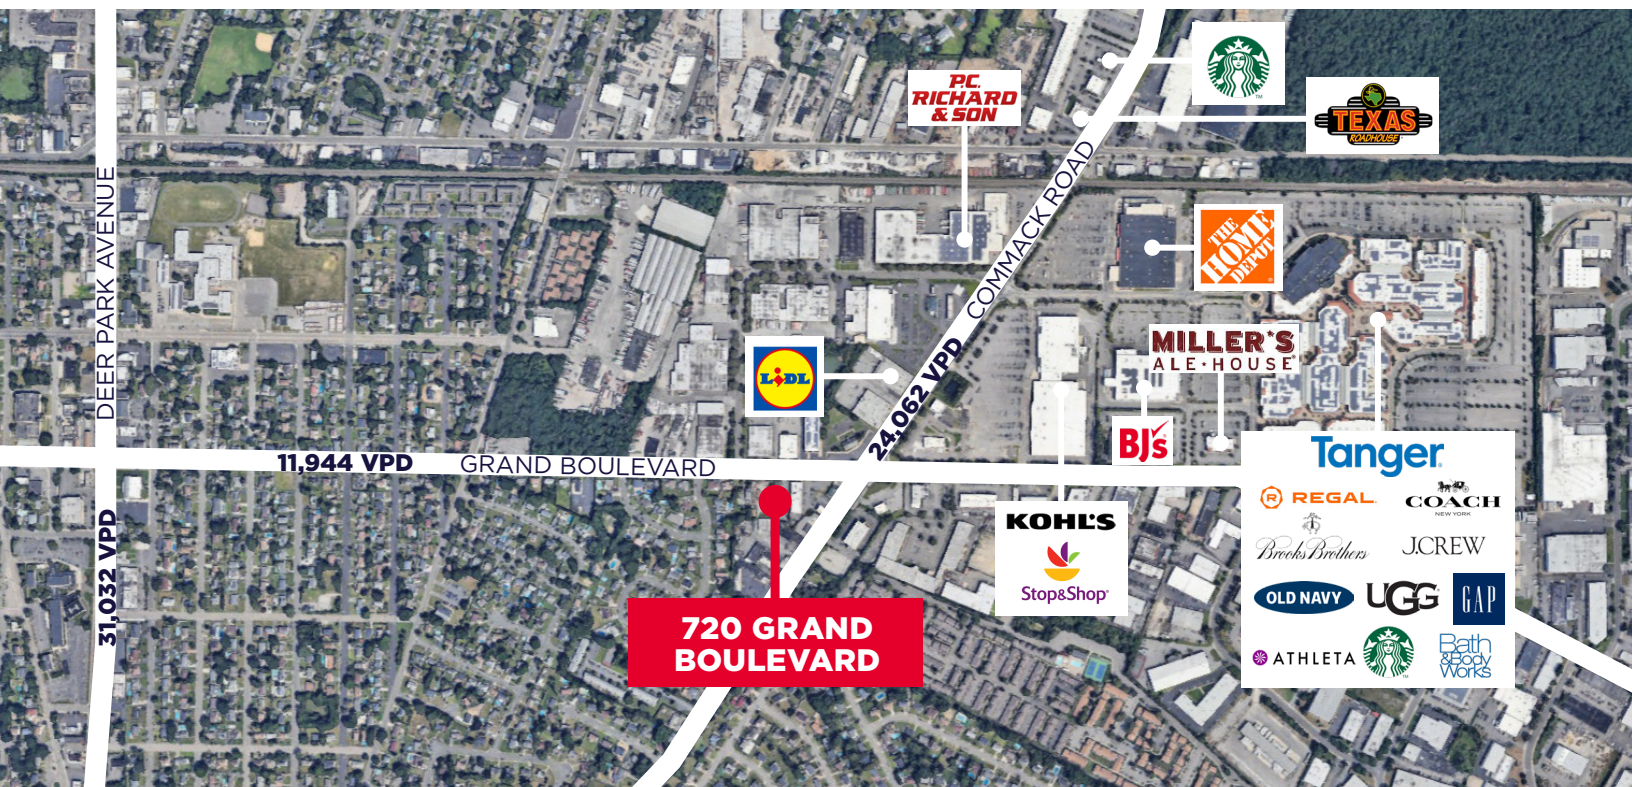 P.C.
RICHARD
& SON
TM
TEXAS
ROADHOUSE
COMMACK ROAD
DEER PARK AVENUE
THE
HOME
DEPOT
MILLER'S
ALE HOUSE
LIDL
24,062 VPD
BJ's
11,944 VPD
GRAND BOULEVARD
31,032 VPD
720 GRAND
BOULEVARD
KOHL'S
Stop&Shop
Tanger
R REGAL
COACH
NEW YORK
Brooks Brothers
J.CREW
OLD NAVY
UGG
GAP
ATHLETA
TM
Bath
&Body
Works